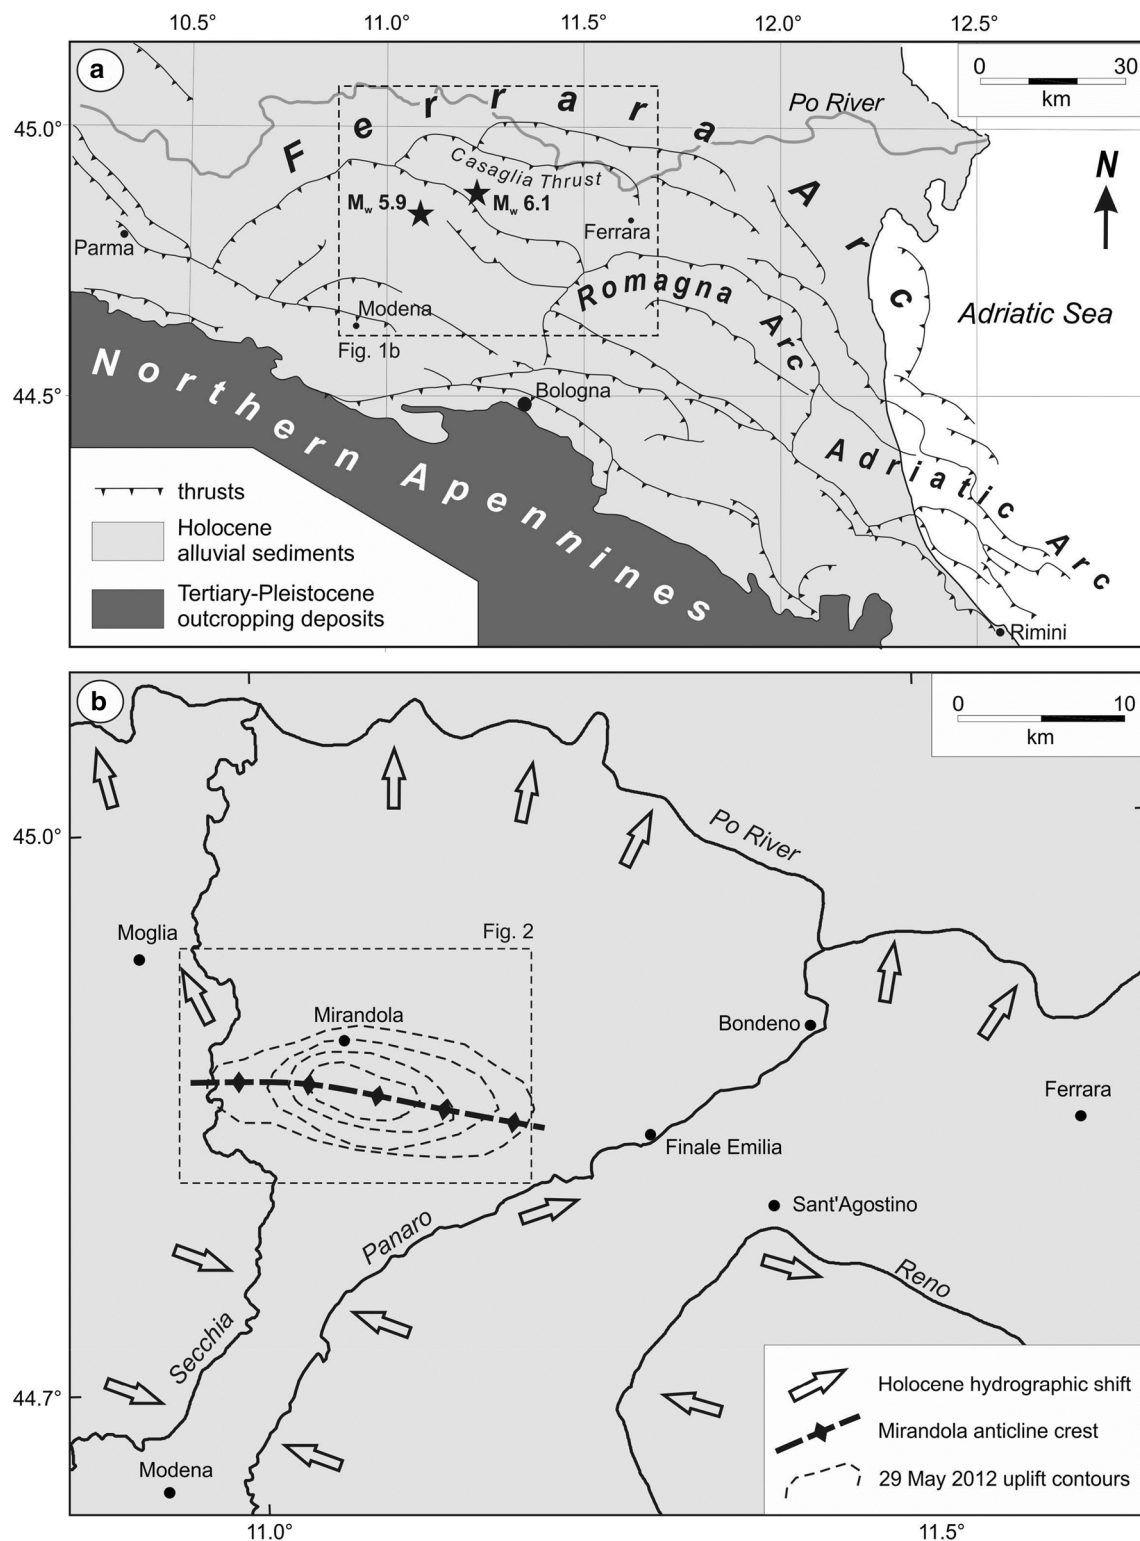 10.5° 11.0° 11.5° 12.0° 12.5°
a
0 30
km
45.0°
44.5°
Ferrara Arc
Po River
N
Casaglia Thrust
Mw 5.9
Mw 6.1
Ferrara
Parma
Romagna Arc
Modena
Fig. 1b
Adriatic Sea
Bologna
Northern Apennines
Adriatic Arc
Rimini
thrusts
Holocene
alluvial sediments
Tertiary-Pleistocene
outcropping deposits
b
0 10
km
45.0°
Po River
Moglia
Fig. 2
Mirandola
Bondeno
Ferrara
Finale Emilia
Sant'Agostino
Panaro
Reno
Secchia
44.7°
Modena
Holocene hydrographic shift
Mirandola anticline crest
29 May 2012 uplift contours
11.0° 11.5°